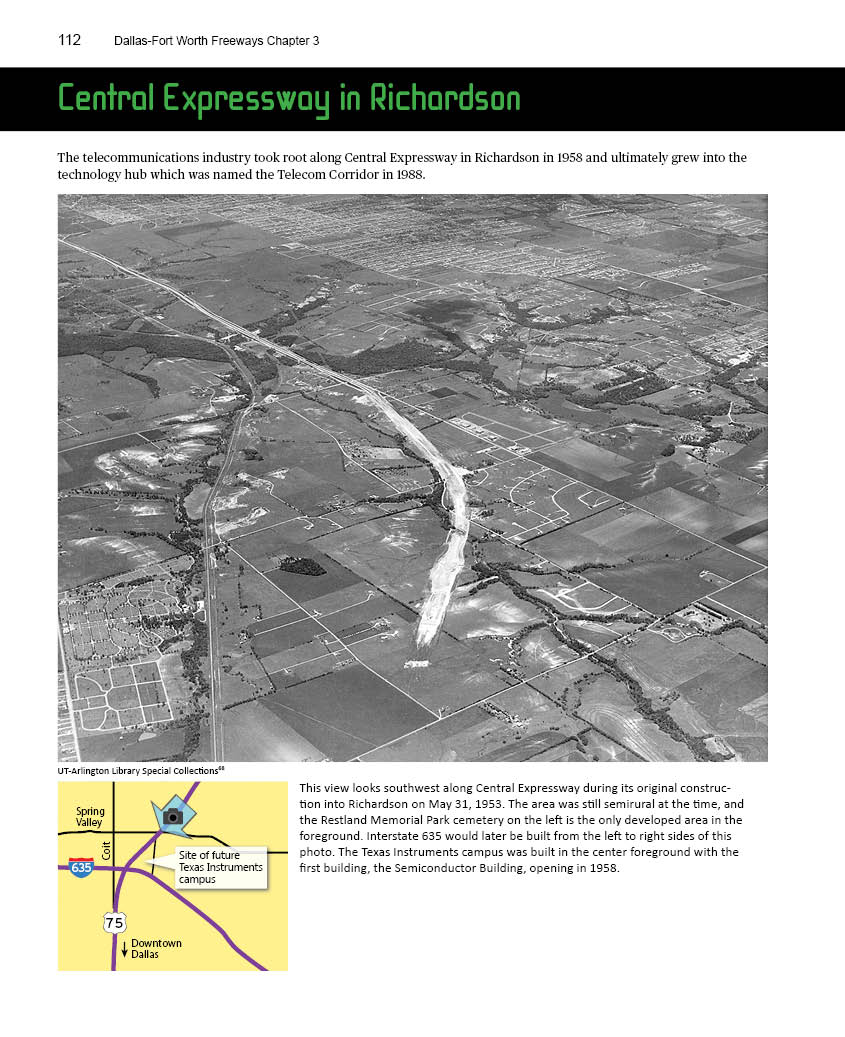 112 Dallas-Fort Worth Freeways Chapter 3
Central Expressway in Richardson
The telecommunications industry took root along Central Expressway in Richardson in 1958 and ultimately grew into the
technology hub which was named the Telecom Corridor in 1988.
UT-Arlington Library Special Collections⁶⁸
This view looks southwest along Central Expressway during its original construc-
tion into Richardson on May 31, 1953. The area was still semirural at the time, and
the Restland Memorial Park cemetery on the left is the only developed area in the
foreground. Interstate 635 would later be built from the left to right sides of this
photo. The Texas Instruments campus was built in the center foreground with the
first building, the Semiconductor Building, opening in 1958.
Spring
Valley
Coit
635
Site of future
Texas Instruments
campus
75
Downtown
Dallas